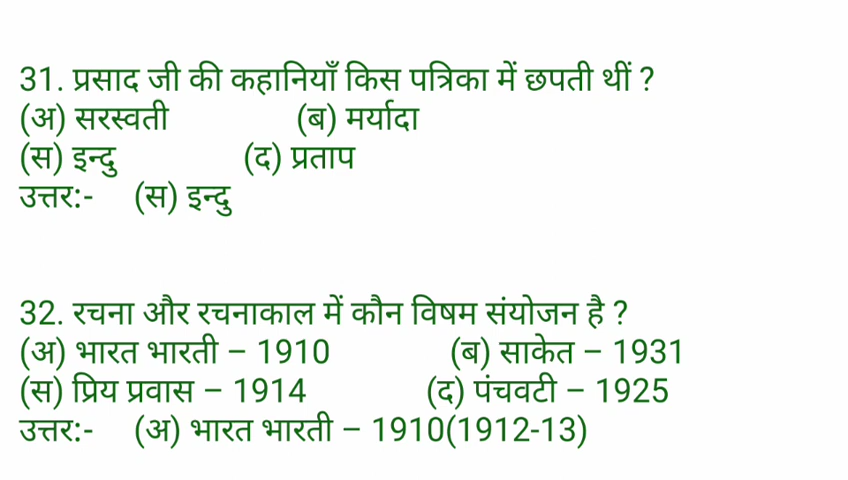 31. प्रसाद जी की कहानियाँ किस पत्रिका में छपती थीं ?
(अ) सरस्वती (ब) मर्यादा
(स) इन्दु (द) प्रताप
उत्तर:- (स) इन्दु
32. रचना और रचनाकाल में कौन विषम संयोजन है ?
(अ) भारत भारती – 1910 (ब) साकेत – 1931
(स) प्रिय प्रवास – 1914 (द) पंचवटी – 1925
उत्तर:- (अ) भारत भारती – 1910(1912-13)